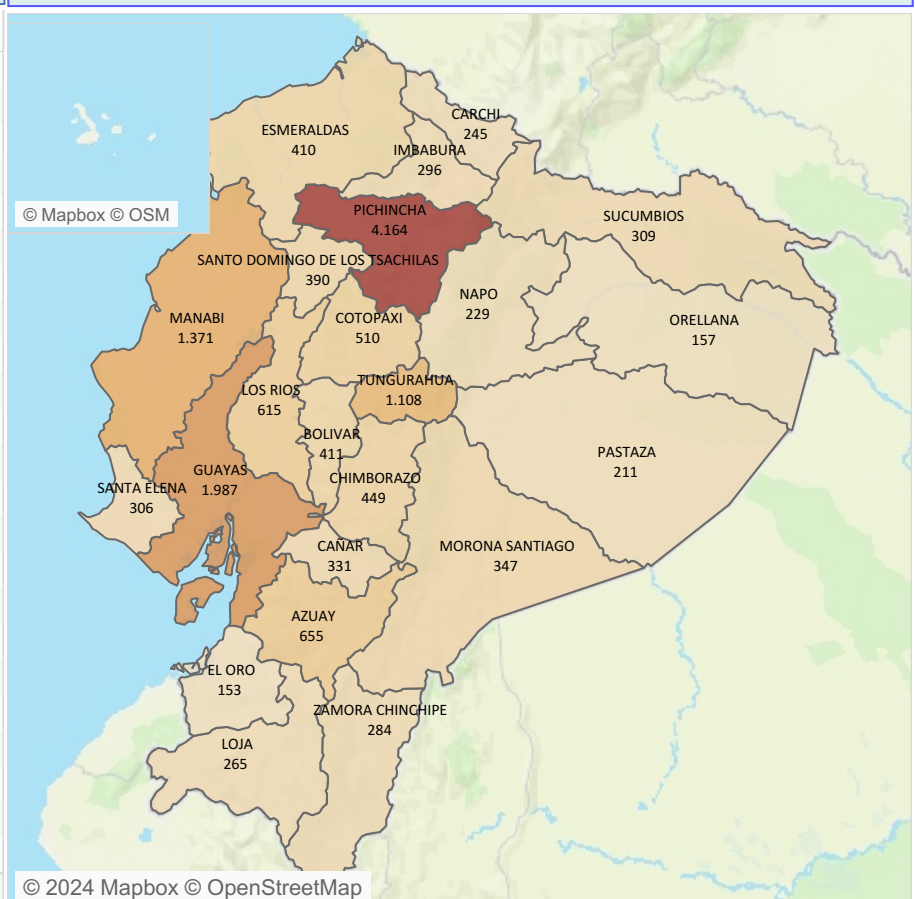 CARCHI
245
ESMERALDAS
410
IMBABURA
296
© Mapbox © OSM
PICHINCHA
4.164
SUCUMBIOS
309
SANTO DOMINGO DE LOS TSACHILAS
390
NAPO
229
MANABI
1.371
COTOPAXI
510
ORELLANA
157
TUNGURAHUA
1.108
LOS RIOS
615
BOLIVAR
411
PASTAZA
211
GUAYAS
1.987
CHIMBORAZO
449
SANTA ELENA
306
CAÑAR
331
MORONA SANTIAGO
347
AZUAY
655
EL ORO
153
ZAMORA CHINCHIPE
284
LOJA
265
© 2024 Mapbox © OpenStreetMap